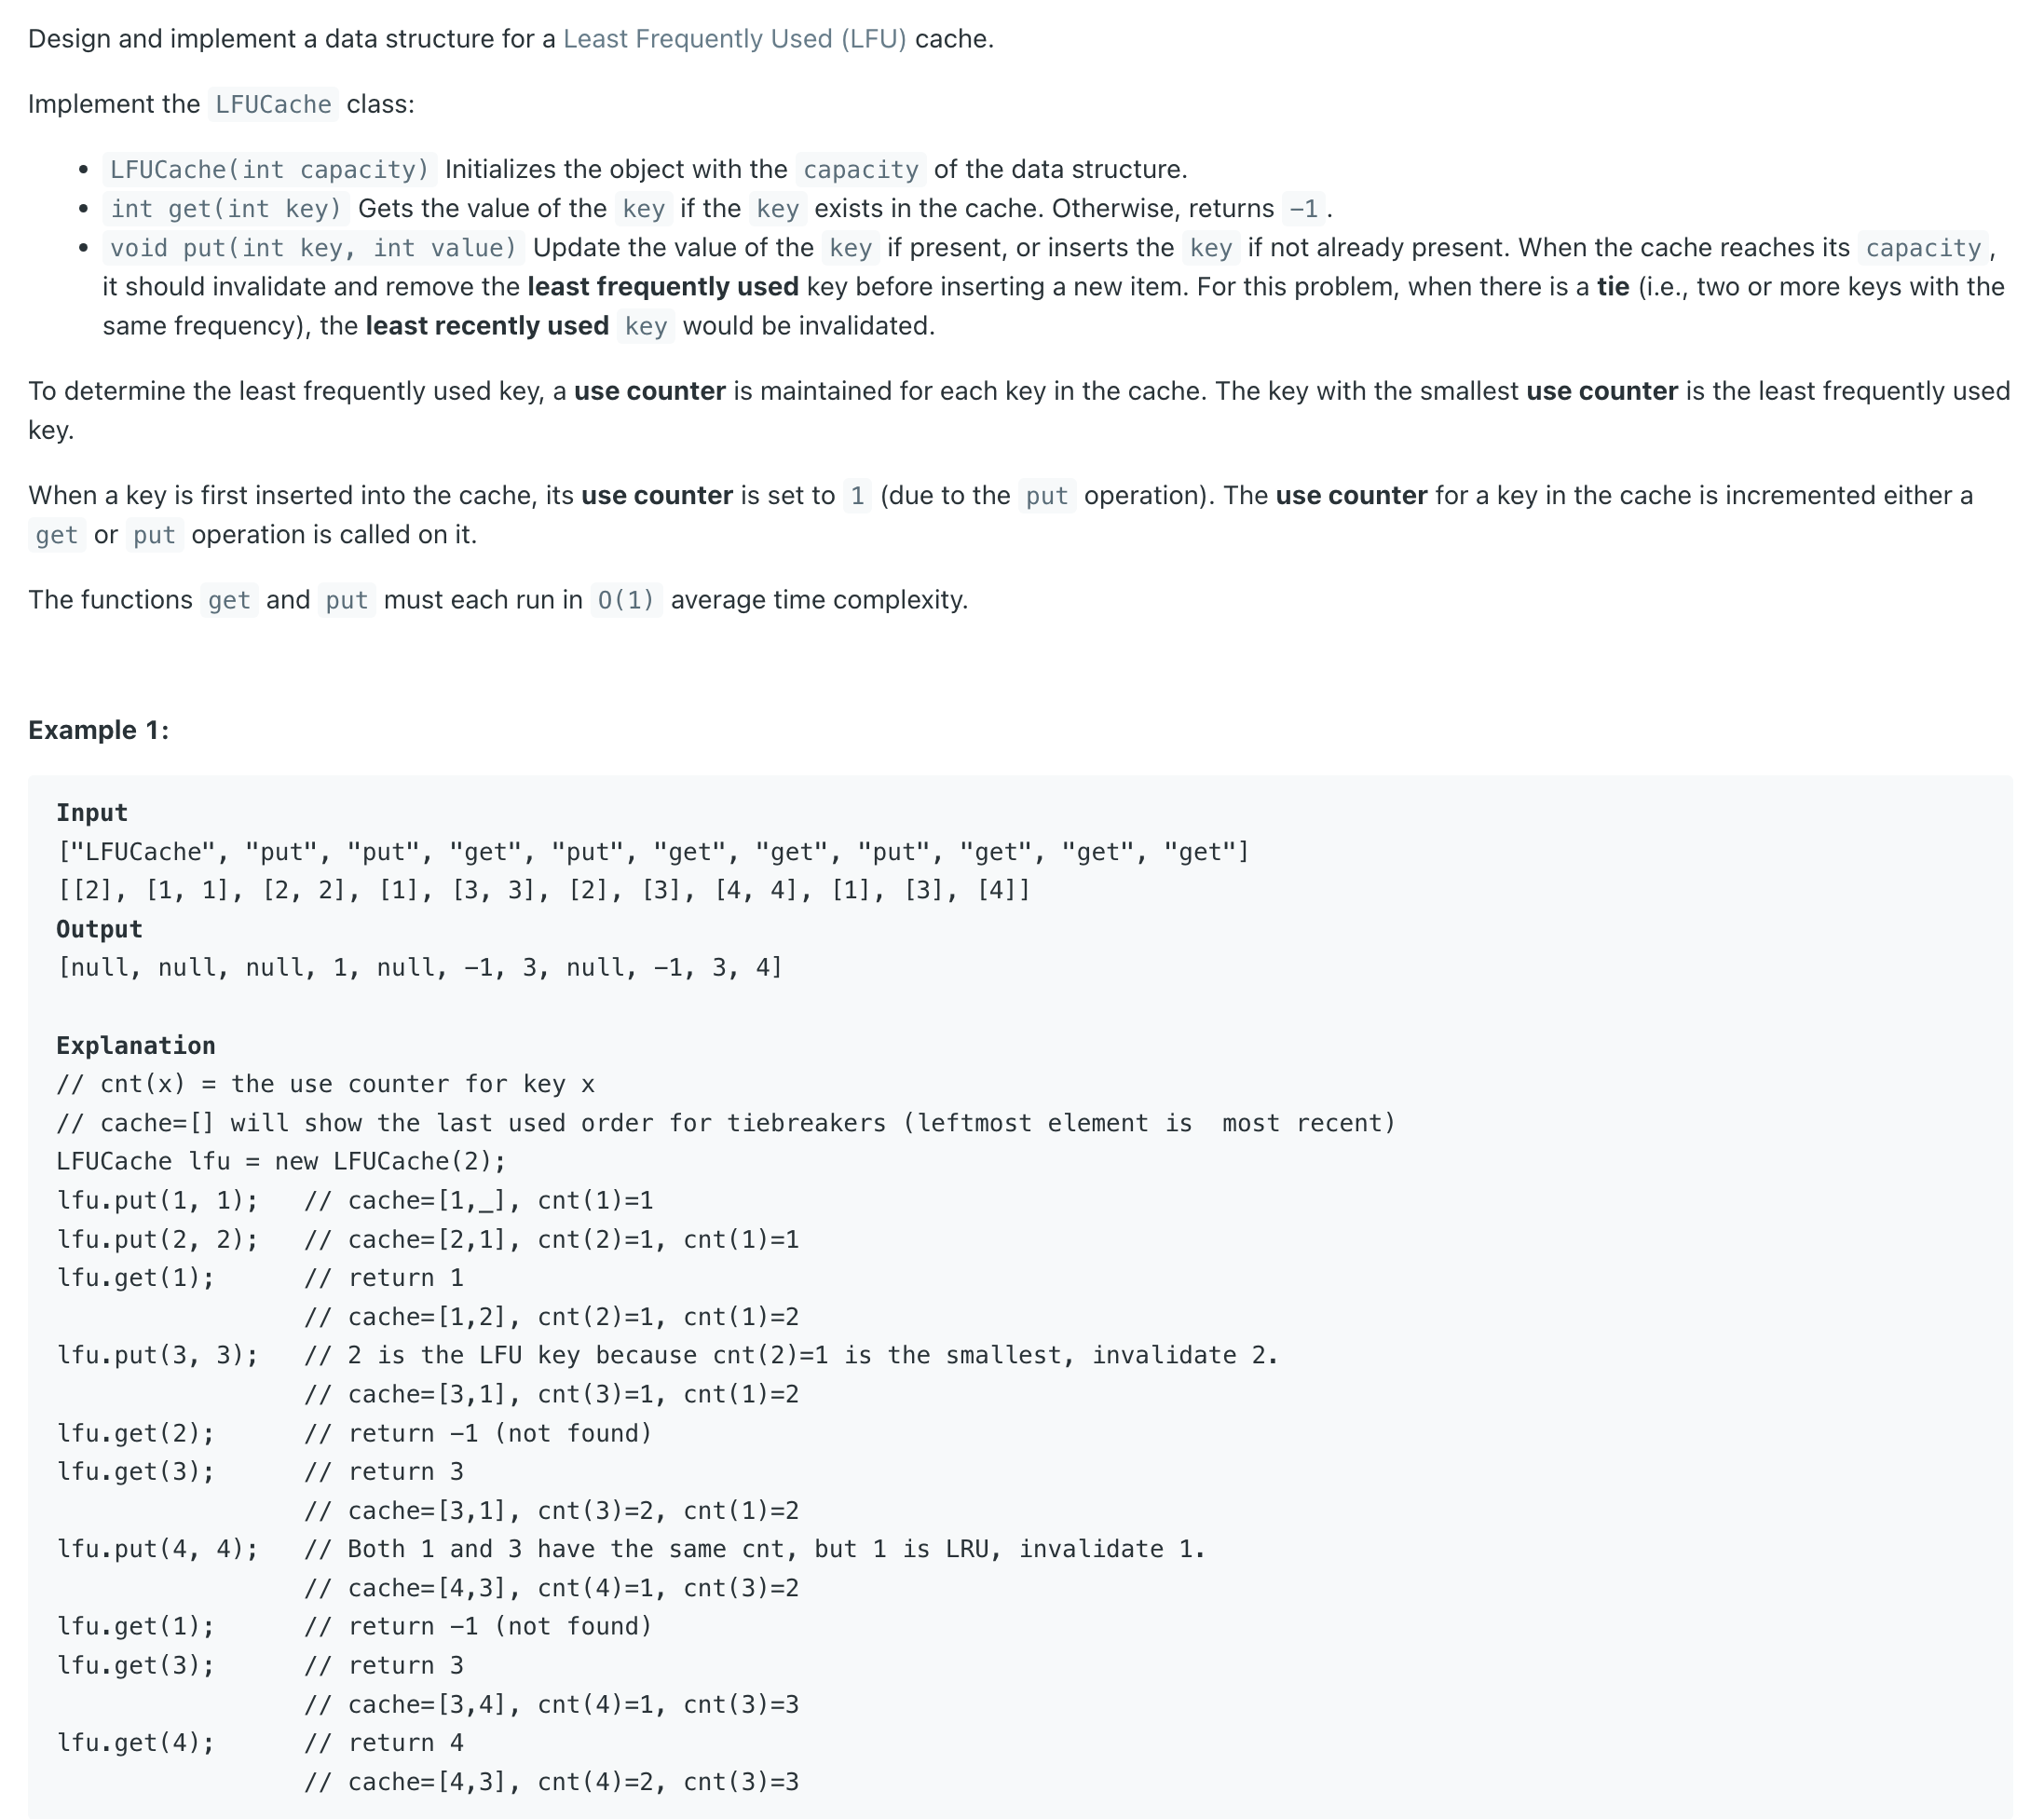 Design and implement a data structure for a Least Frequently Used (LFU) cache.
Implement the LFUCache class:
• LFUCache(int capacity) Initializes the object with the capacity of the data structure.
• int get(int key) Gets the value of the key if the key exists in the cache. Otherwise, returns -1.
• void put(int key, int value) Update the value of the key if present, or inserts the key if not already present. When the cache reaches its capacity,
it should invalidate and remove the least frequently used key before inserting a new item. For this problem, when there is a tie (i.e., two or more keys with the
same frequency), the least recently used key would be invalidated.
To determine the least frequently used key, a use counter is maintained for each key in the cache. The key with the smallest use counter is the least frequently used
key.
When a key is first inserted into the cache, its use counter is set to 1 (due to the put operation). The use counter for a key in the cache is incremented either a
get or put operation is called on it.
The functions get and put must each run in O(1) average time complexity.
Example 1:
Input
["LFUCache", "put", "put", "get", "put", "get", "get", "put", "get", "get", "get"]
[[2], [1, 1], [2, 2], [1], [3, 3], [2], [3], [4, 4], [1], [3], [4]]
Output
[null, null, null, 1, null, -1, 3, null, -1, 3, 4]
Explanation
// cnt(x) = the use counter for key x
// cache=[] will show the last used order for tiebreakers (leftmost element is  most recent)
LFUCache lfu = new LFUCache(2);
lfu.put(1, 1);   // cache=[1,_], cnt(1)=1
lfu.put(2, 2);   // cache=[2,1], cnt(2)=1, cnt(1)=1
lfu.get(1);      // return 1
                 // cache=[1,2], cnt(2)=1, cnt(1)=2
lfu.put(3, 3);   // 2 is the LFU key because cnt(2)=1 is the smallest, invalidate 2.
                 // cache=[3,1], cnt(3)=1, cnt(1)=2
lfu.get(2);      // return -1 (not found)
lfu.get(3);      // return 3
                 // cache=[3,1], cnt(3)=2, cnt(1)=2
lfu.put(4, 4);   // Both 1 and 3 have the same cnt, but 1 is LRU, invalidate 1.
                 // cache=[4,3], cnt(4)=1, cnt(3)=2
lfu.get(1);      // return -1 (not found)
lfu.get(3);      // return 3
                 // cache=[3,4], cnt(4)=1, cnt(3)=3
lfu.get(4);      // return 4
                 // cache=[4,3], cnt(4)=2, cnt(3)=3